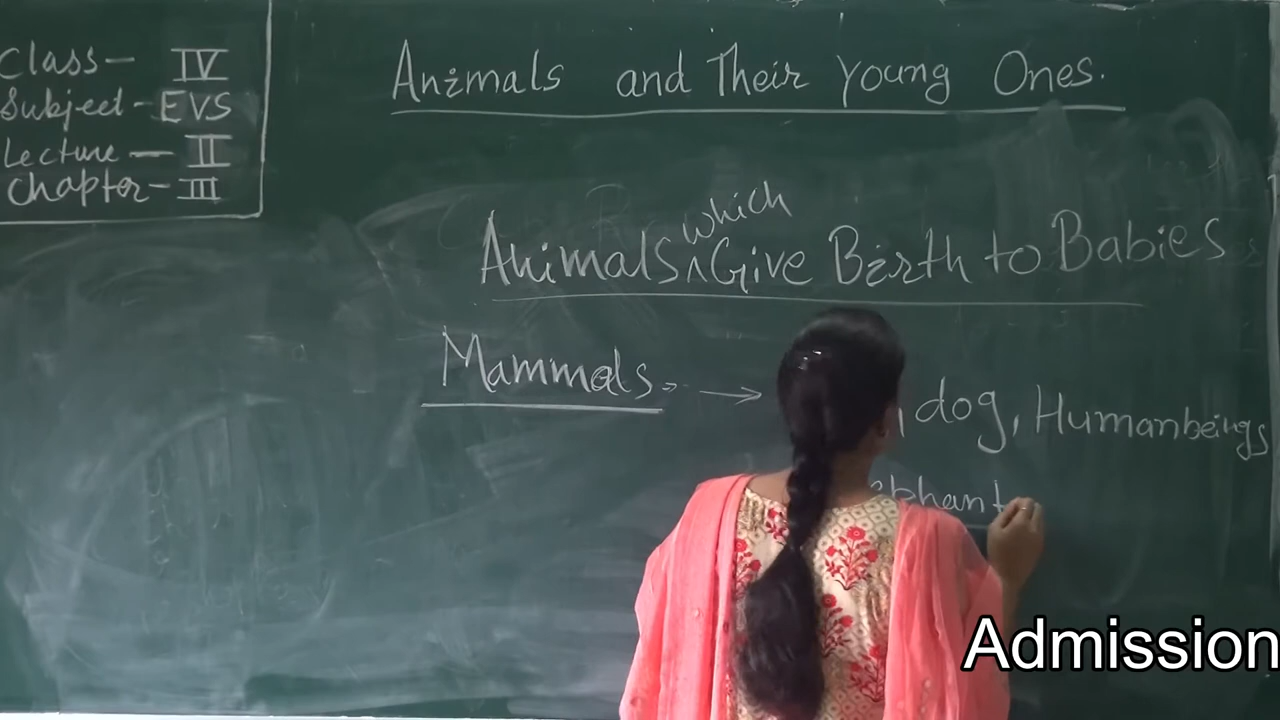 Class- IV
Subject - EVS
Lecture - II
Chapter - III
Animals and Their Young Ones.
which
Animals ^ Give Birth to Babies
Mammals → , dog, Humanbeings
Admission